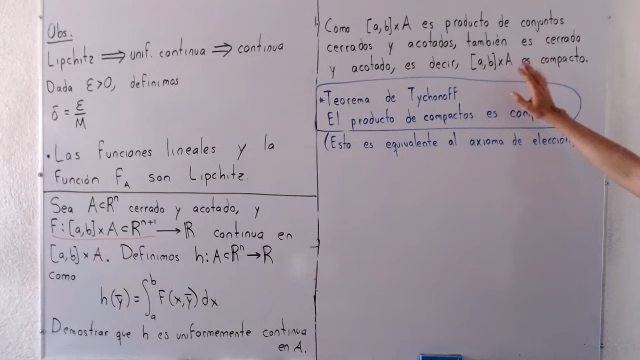 Obs.
Lipchitz ⟹ unif. continua ⟹ continua
Dada ε>0, definimos
δ = ε/M
• Las funciones lineales y la
función F_A son Lipchitz.
Sea A⊂ℝⁿ cerrado y acotado, y
F: [a,b]×A⊂ℝⁿ⁺¹ ⟶ ℝ continua en
[a,b]×A. Definimos h: A⊂ℝⁿ→ℝ
como
h(ȳ) = ∫_a^b F(x,ȳ) dx
Demostrar que h es uniformemente continua
en A.
Como [a,b]×A es producto de conjuntos
cerrados y acotados, también es cerrado
y acotado, es decir, [a,b]×A es compacto.
*Teorema de Tychonoff
El producto de compactos es
(Esto es equivalente al axioma de elección